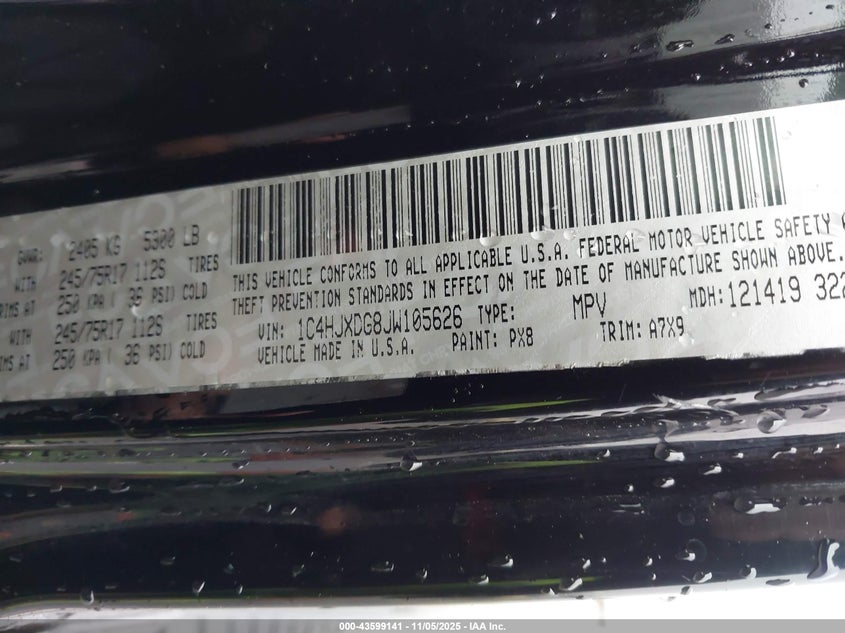 GVWR: 2405 KG 5300 LB
WITH 245/75R17 112S TIRES
RIMS AT 250 KPA ( 36 PSI) COLD
WITH 245/75R17 112S TIRES
RIMS AT 250 KPA ( 36 PSI) COLD
THIS VEHICLE CONFORMS TO ALL APPLICABLE U.S.A. FEDERAL MOTOR VEHICLE SAFETY
THEFT PREVENTION STANDARDS IN EFFECT ON THE DATE OF MANUFACTURE SHOWN ABOVE.
VIN: 1C4HJXDG8JW105626 TYPE: MPV MDH:121419 322
VEHICLE MADE IN U.S.A. PAINT: PX8 TRIM: A7X9
000-43599141 - 11/05/2025 - IAA Inc.